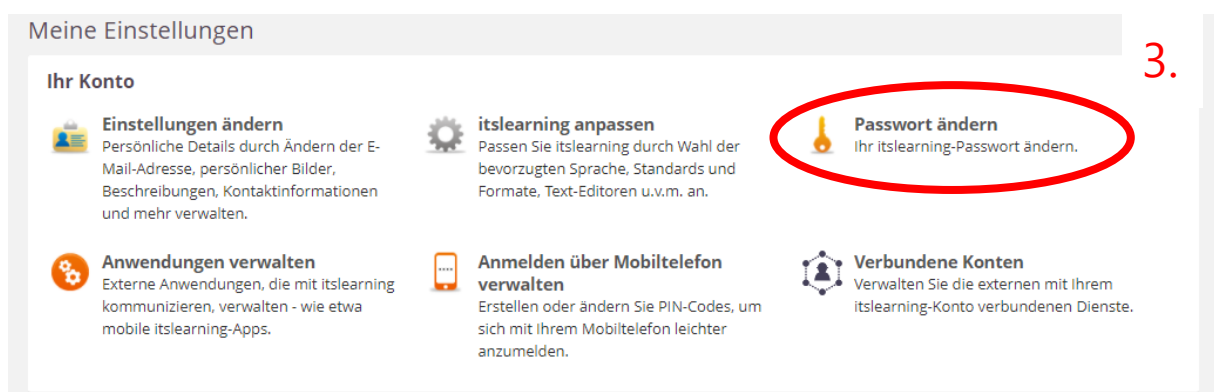 Meine Einstellungen
3.
Ihr Konto
Einstellungen ändern
Persönliche Details durch Ändern der E-
Mail-Adresse, persönlicher Bilder,
Beschreibungen, Kontaktinformationen
und mehr verwalten.
itslearning anpassen
Passen Sie itslearning durch Wahl der
bevorzugten Sprache, Standards und
Formate, Text-Editoren u.v.m. an.
Passwort ändern
Ihr itslearning-Passwort ändern.
Anwendungen verwalten
Externe Anwendungen, die mit itslearning
kommunizieren, verwalten - wie etwa
mobile itslearning-Apps.
Anmelden über Mobiltelefon
verwalten
Erstellen oder ändern Sie PIN-Codes, um
sich mit Ihrem Mobiltelefon leichter
anzumelden.
Verbundene Konten
Verwalten Sie die externen mit Ihrem
itslearning-Konto verbundenen Dienste.